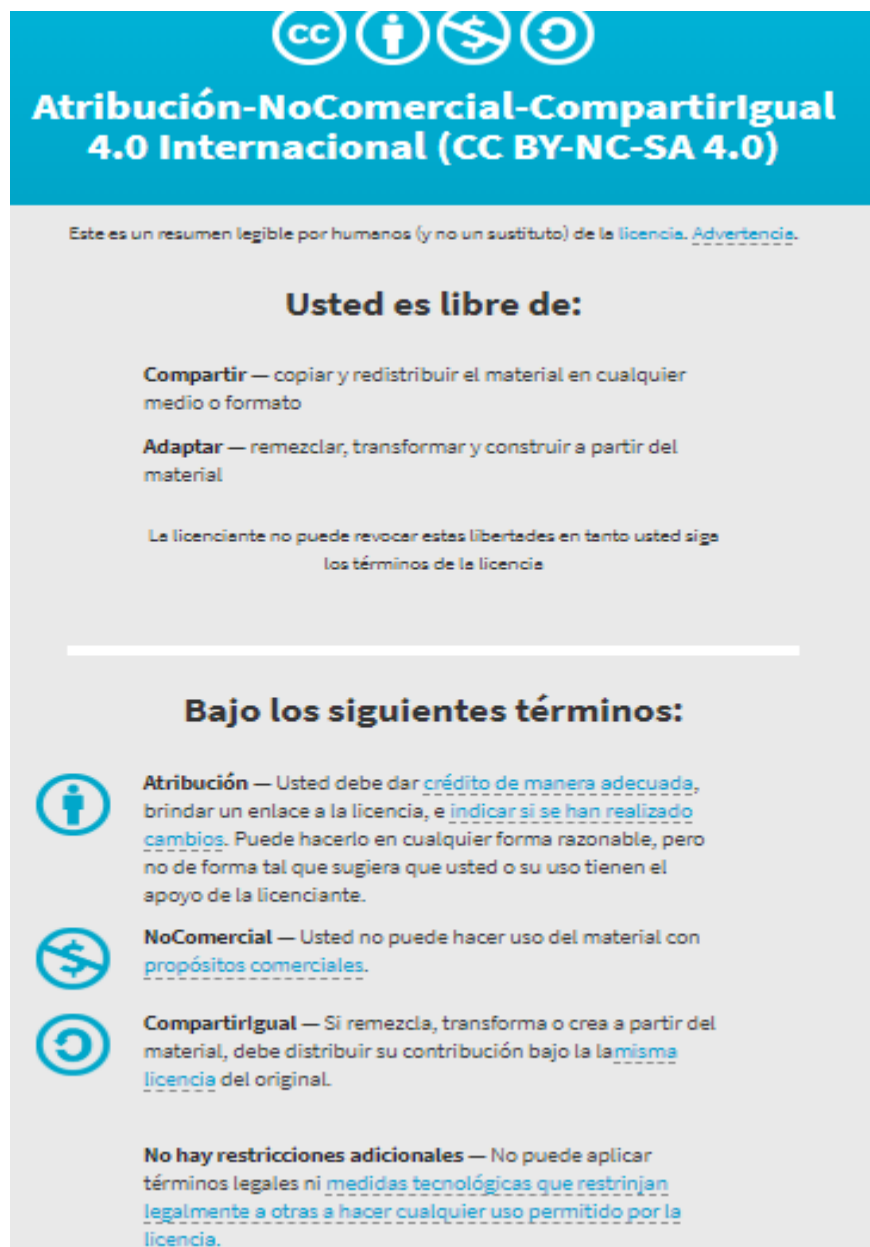 cc
Atribución-NoComercial-CompartirIgual
4.0 Internacional (CC BY-NC-SA 4.0)
Este es un resumen legible por humanos (y no un sustituto) de la licencia. Advertencia.
Usted es libre de:
Compartir — copiar y redistribuir el material en cualquier
medio o formato
Adaptar — remezclar, transformar y construir a partir del
material
La licenciante no puede revocar estas libertades en tanto usted siga
los términos de la licencia
Bajo los siguientes términos:
Atribución — Usted debe dar crédito de manera adecuada,
brindar un enlace a la licencia, e indicar si se han realizado
cambios. Puede hacerlo en cualquier forma razonable, pero
no de forma tal que sugiera que usted o su uso tienen el
apoyo de la licenciante.
NoComercial — Usted no puede hacer uso del material con
propósitos comerciales.
CompartirIgual — Si remezcla, transforma o crea a partir del
material, debe distribuir su contribución bajo la lamisma
licencia del original.
No hay restricciones adicionales — No puede aplicar
términos legales ni medidas tecnológicas que restrinjan
legalmente a otras a hacer cualquier uso permitido por la
licencia.